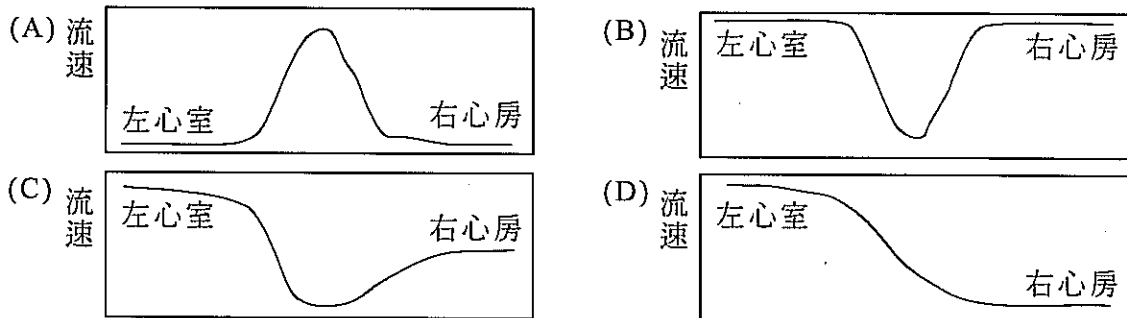 (A) 流速 左心室 右心房
(B) 流速 左心室 右心房
(C) 流速 左心室 右心房
(D) 流速 左心室 右心房